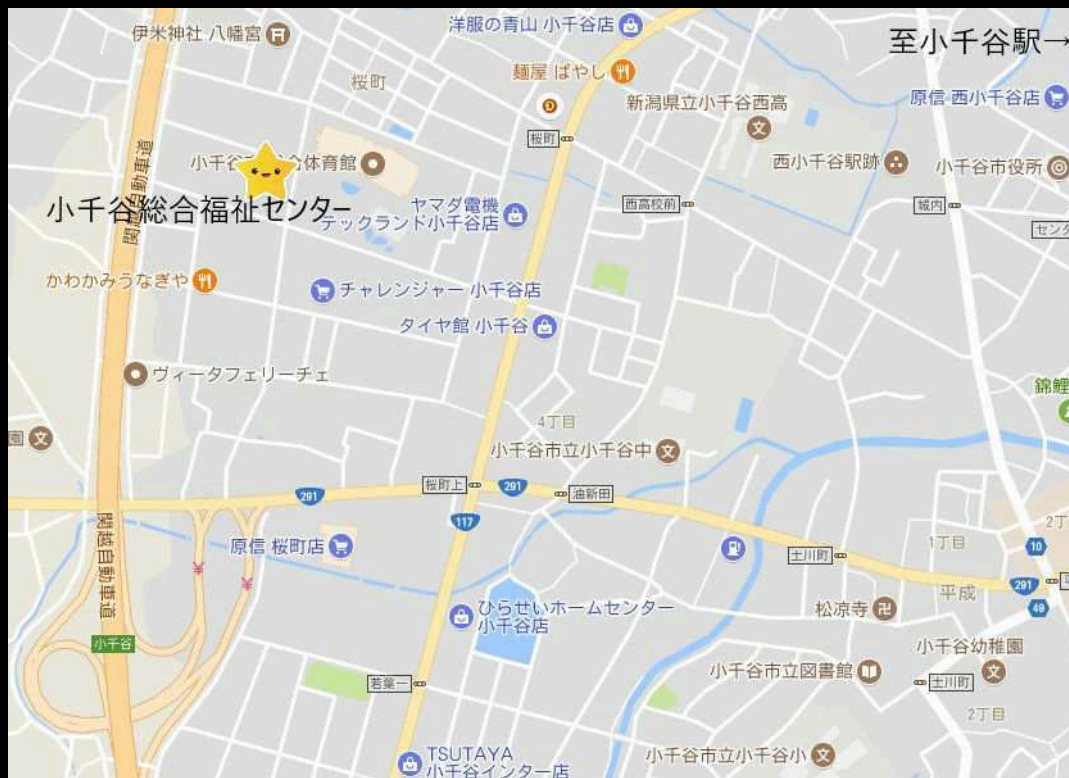 伊米神社 八幡宮
洋服の青山 小千谷店
至小千谷駅→
桜町
麺屋 ばやし
新潟県立小千谷西高
原信 西小千谷店
桜町
関越自動車道
西小千谷駅跡
小千谷市役所
小千谷総合福祉センター
ヤマダ電機
テックランド小千谷店
西高校前
城内
かわかみうなぎや
チャレンジャー 小千谷店
タイヤ館 小千谷
ヴィータフェリーチェ
錦鯉
園
4丁目
小千谷市立小千谷中
桜町上
291
291
油新田
117
関越自動車道
原信 桜町店
土川町
1丁目
10
291
平成
49
ひらせいホームセンター
小千谷店
松凉寺
小千谷
小千谷幼稚園
小千谷市立図書館
若葉一
土川町
2丁目
TSUTAYA
小千谷インター店
小千谷市立小千谷小